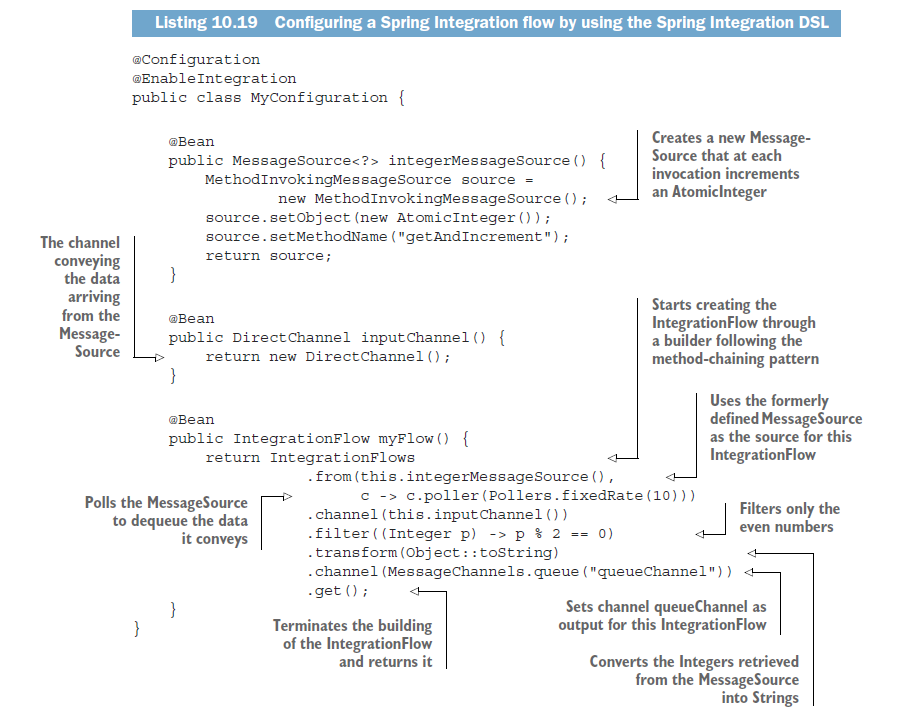 Listing 10.19 Configuring a Spring Integration flow by using the Spring Integration DSL
@Configuration
@EnableIntegration
public class MyConfiguration {
@Bean
public MessageSource<?> integerMessageSource() {
MethodInvokingMessageSource source =
new MethodInvokingMessageSource();
source.setObject(new AtomicInteger());
source.setMethodName("getAndIncrement");
return source;
}
Creates a new Message-
Source that at each
invocation increments
an AtomicInteger
The channel
conveying
the data
arriving
from the
Message-
Source
@Bean
public DirectChannel inputChannel() {
return new DirectChannel();
}
Starts creating the
IntegrationFlow through
a builder following the
method-chaining pattern
@Bean
public IntegrationFlow myFlow() {
return IntegrationFlows
.from(this.integerMessageSource(),
c -> c.poller(Pollers.fixedRate(10)))
.channel(this.inputChannel())
.filter((Integer p) -> p % 2 == 0)
.transform(Object::toString)
.channel(MessageChannels.queue("queueChannel"))
.get();
}
}
Uses the formerly
defined MessageSource
as the source for this
IntegrationFlow
Polls the MessageSource
to dequeue the data
it conveys
Filters only the
even numbers
Sets channel queueChannel as
output for this IntegrationFlow
Terminates the building
of the IntegrationFlow
and returns it
Converts the Integers retrieved
from the MessageSource
into Strings